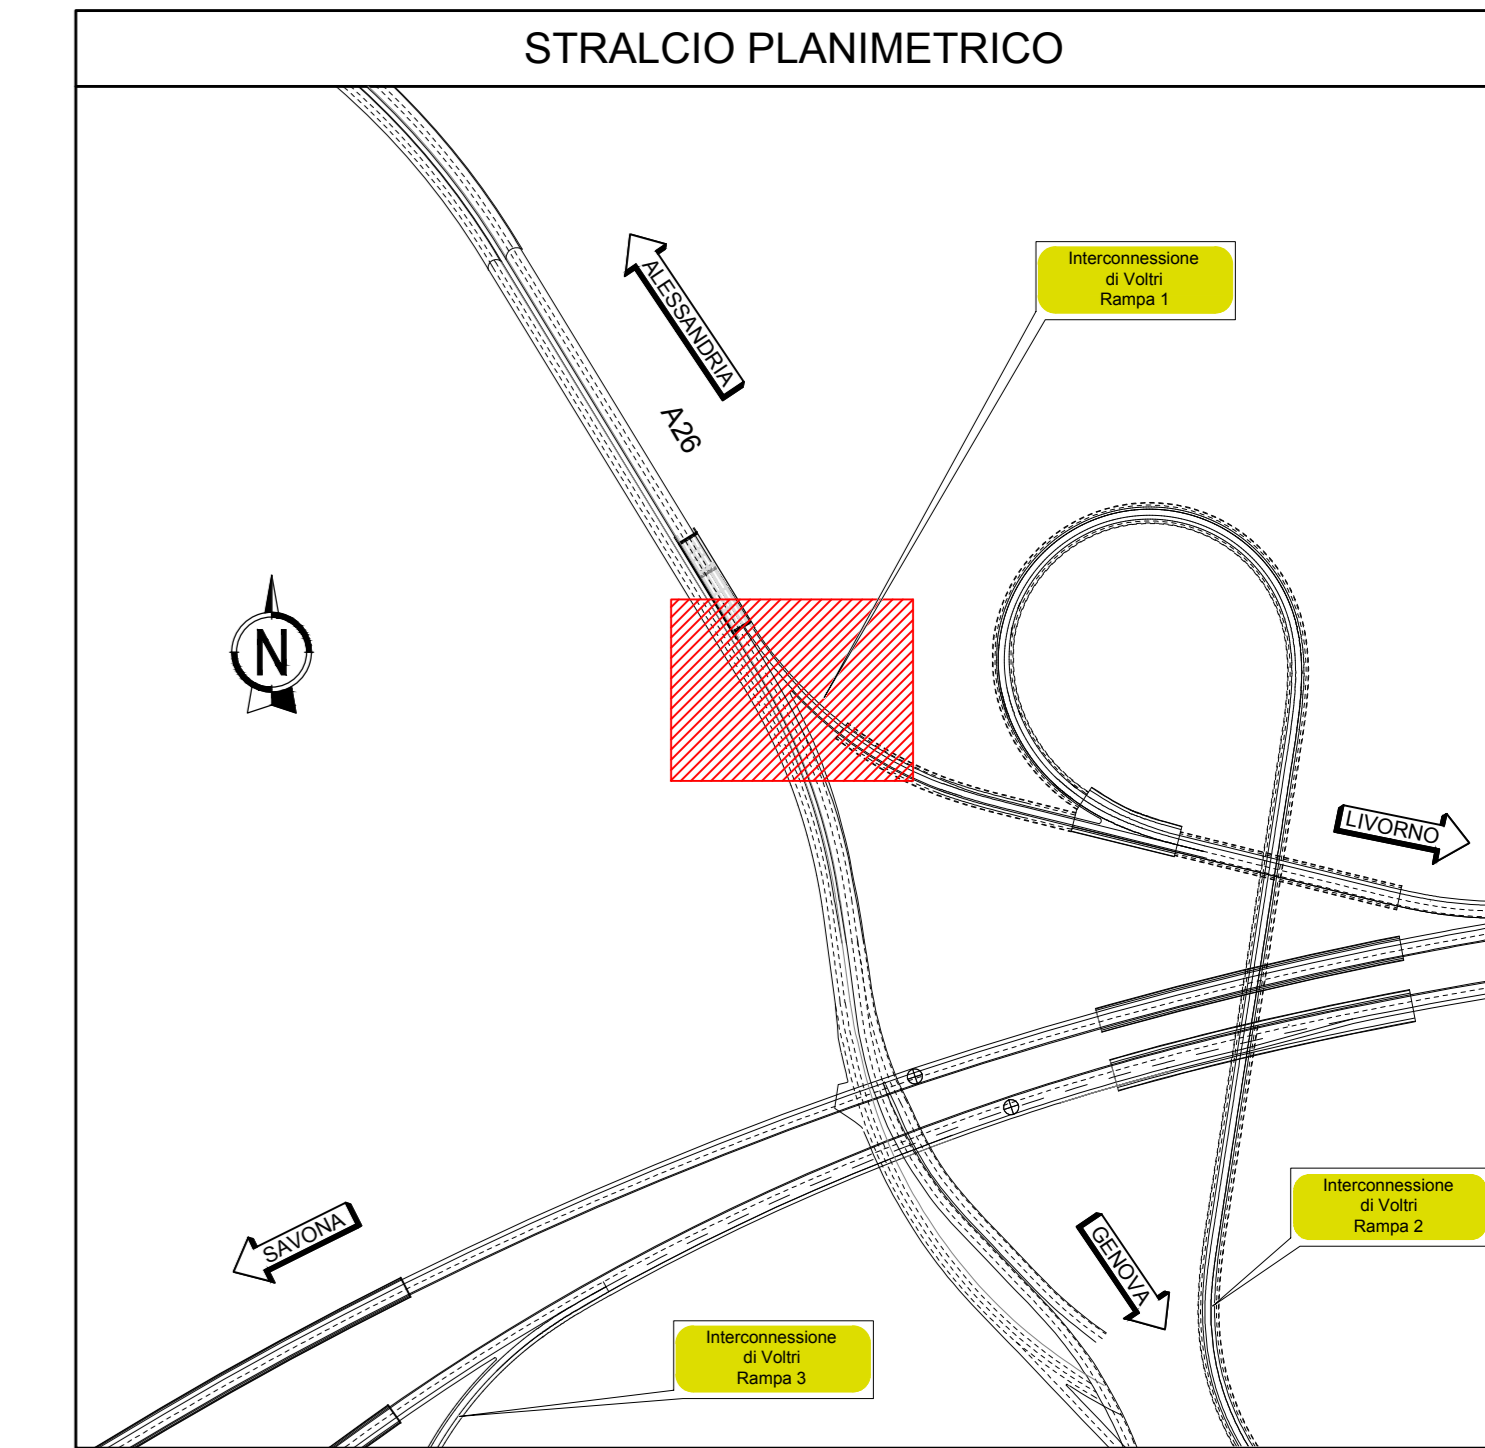 STRALCIO PLANIMETRICO
Interconnessione
di Voltri
Rampa 1
ALESSANDRIA
A26
N
LIVORNO
Interconnessione
di Voltri
Rampa 2
SAVONA
GENOVA
Interconnessione
di Voltri
Rampa 3